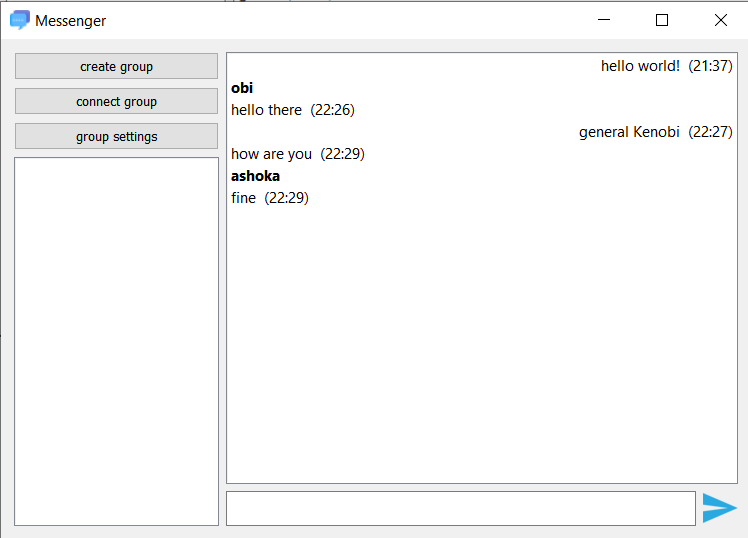 Messenger
create group
connect group
group settings
hello world! (21:37)
obi
hello there (22:26)
general Kenobi (22:27)
how are you (22:29)
ashoka
fine (22:29)